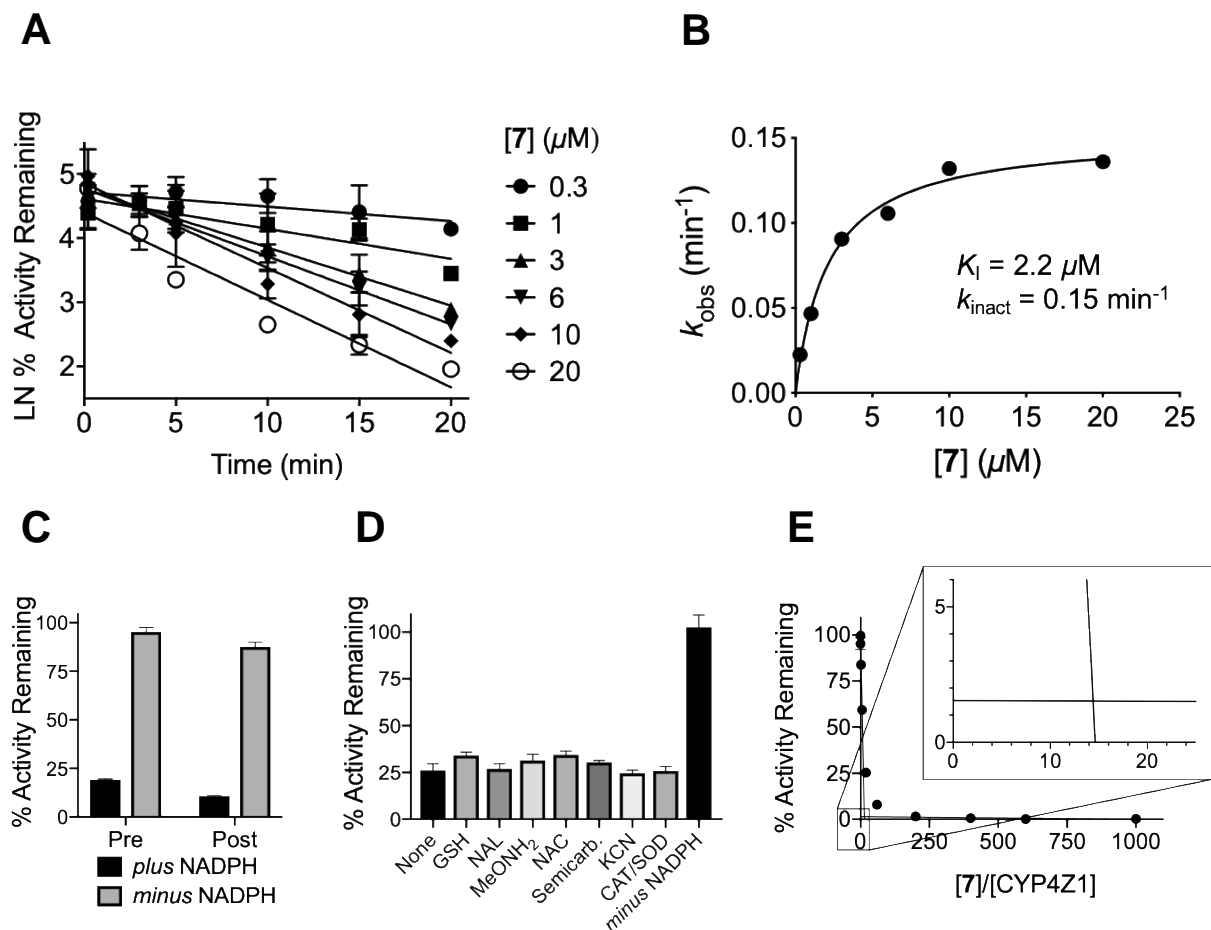 A
LN % Activity Remaining
5
4
3
2
0
5
10
15
20
Time (min)
[7] (µM)
0.3
1
3
6
10
20
B
kobs (min-1)
0.15
0.10
0.05
0.00
0
5
10
15
20
25
[7] (µM)
KI = 2.2 µM
kinact = 0.15 min-1
C
% Activity Remaining
100
75
50
25
0
Pre
Post
plus NADPH
minus NADPH
D
% Activity Remaining
100
75
50
25
0
None
GSH
NAL
MeONH2
NAC
Semicarb.
KCN
CAT/SOD
minus NADPH
E
% Activity Remaining
100
75
50
25
0
0
250
500
750
1000
[7]/[CYP4Z1]
5
0
0
10
20